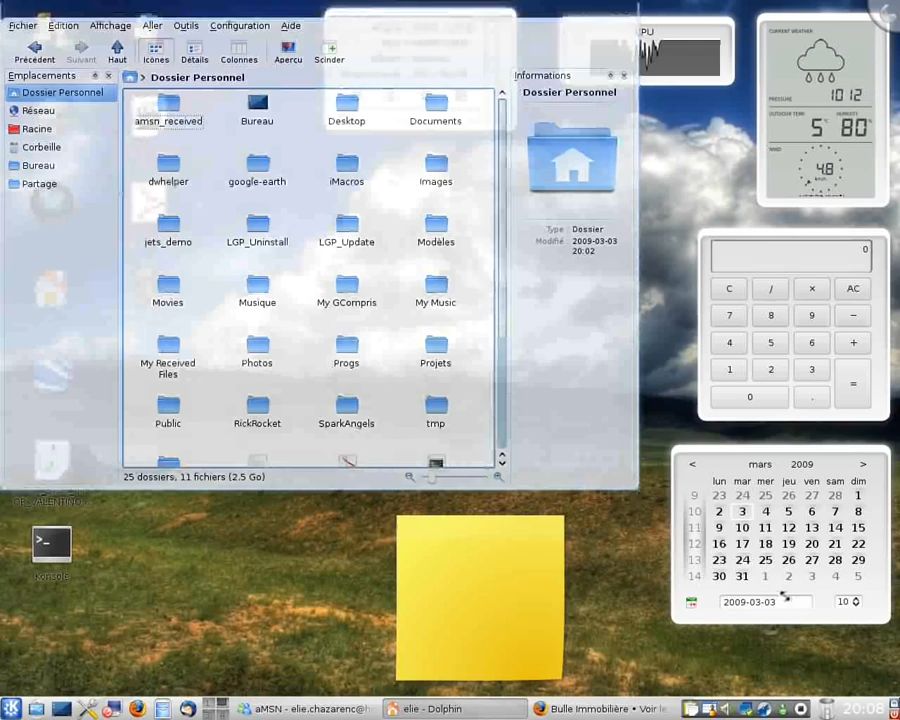 Fichier Edition Affichage Aller Outils Configuration Aide
Précédent Suivant Haut Icônes Détails Colonnes Aperçu Scinder
Emplacements
Dossier Personnel
Réseau
Racine
Corbeille
Bureau
Partage
Dossier Personnel
amsn_received Bureau Desktop Documents
dwhelper google-earth iMacros Images
jets_demo LGP_Uninstall LGP_Update Modèles
Movies Musique My GCompris My Music
My Received Files Photos Progs Projets
Public RickRocket SparkAngels tmp
25 dossiers, 11 fichiers (2.5 Go)
Informations
Dossier Personnel
Type Dossier
Modifié 2009-03-03
20:02
PU
CURRENT WEATHER
PRESSURE 1012
OUTDOOR TEMP HUMIDITY
5° 80%
WIND
4.8
0
C / × AC
7 8 9 −
4 5 6 +
1 2 3 =
0 .
< mars 2009 >
lun mar mer jeu ven sam dim
9 23 24 25 26 27 28 1
10 2 3 4 5 6 7 8
11 9 10 11 12 13 14 15
12 16 17 18 19 20 21 22
13 23 24 25 26 27 28 29
14 30 31 1 2 3 4 5
2009-03-03 10
Konsole
aMSN - elie.chazarenc@h
elie - Dolphin
Bulle Immobilière • Voir le
20:08